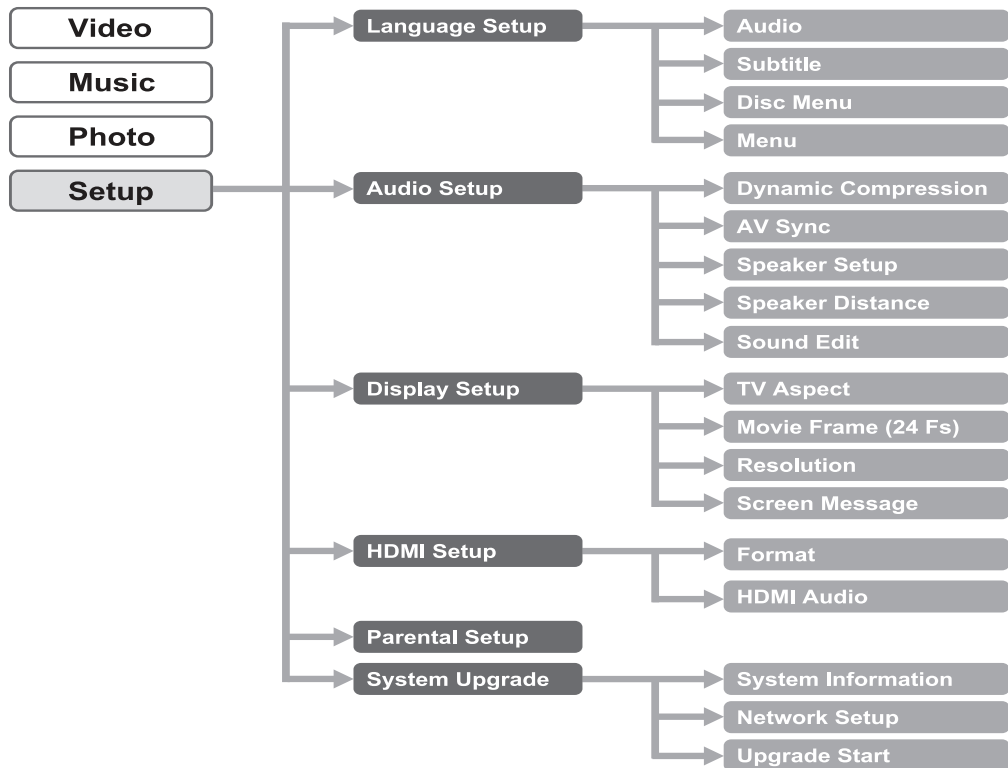 Video
Music
Photo
Setup
Language Setup
Audio
Subtitle
Disc Menu
Menu
Audio Setup
Dynamic Compression
AV Sync
Speaker Setup
Speaker Distance
Sound Edit
Display Setup
TV Aspect
Movie Frame (24 Fs)
Resolution
Screen Message
HDMI Setup
Format
HDMI Audio
Parental Setup
System Upgrade
System Information
Network Setup
Upgrade Start